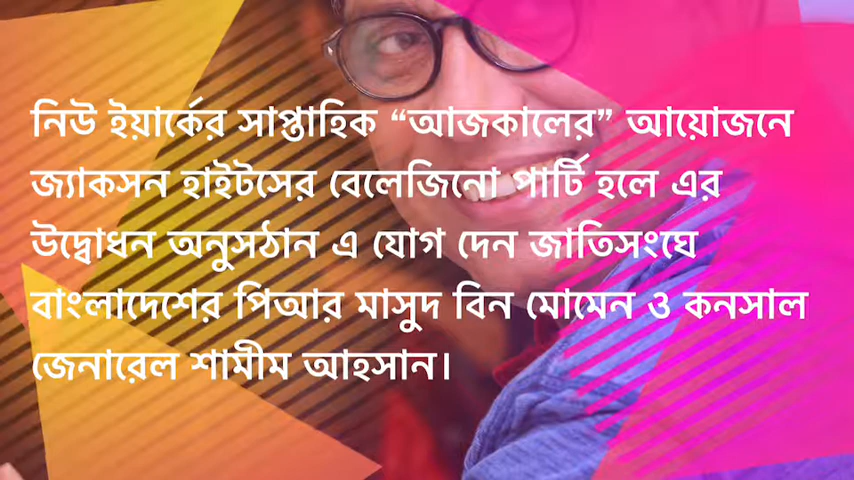 নিউ ইয়ার্কের সাপ্তাহিক “আজকালের” আয়োজনে
জ্যাকসন হাইটসের বেলেজিনো পার্টি হলে এর
উদ্বোধন অনুসঠান এ যোগ দেন জাতিসংঘে
বাংলাদেশের পিআর মাসুদ বিন মোমেন ও কনসাল
জেনারেল শামীম আহসান।